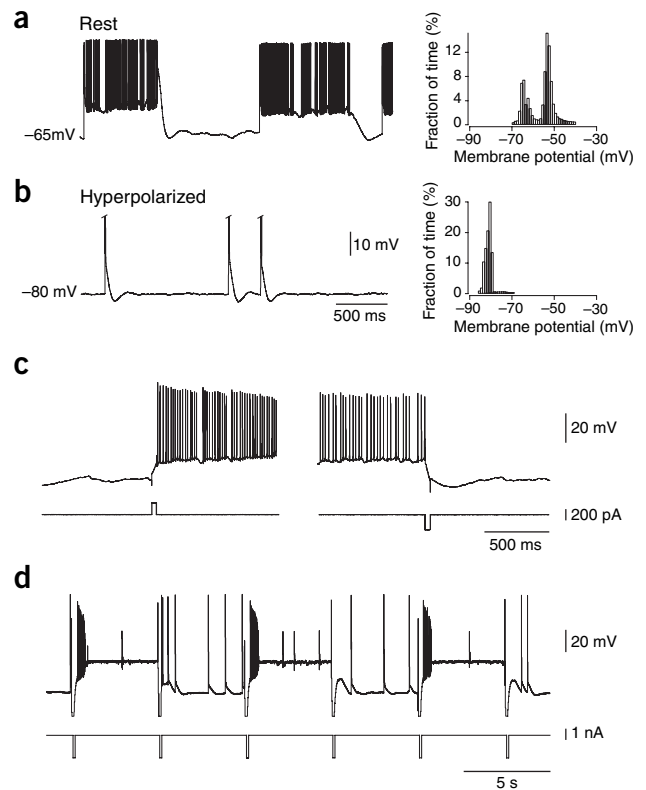 a
Rest
–65mV
Fraction of time (%)
12
8
4
0
–90 –70 –50 –30
Membrane potential (mV)
b
Hyperpolarized
10 mV
–80 mV
500 ms
Fraction of time (%)
30
20
10
0
–90 –70 –50 –30
Membrane potential (mV)
c
20 mV
200 pA
500 ms
d
20 mV
1 nA
5 s